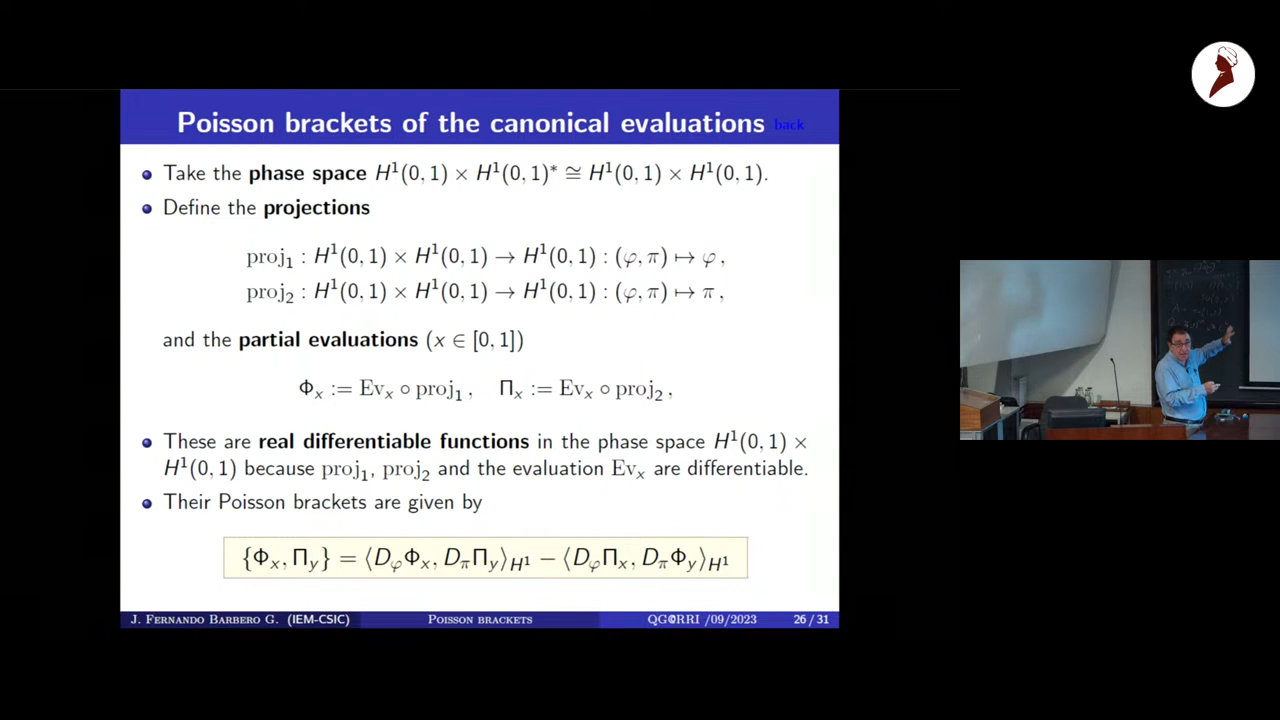 Poisson brackets of the canonical evaluations back
Take the phase space H¹(0, 1) × H¹(0, 1)* ≅ H¹(0, 1) × H¹(0, 1).
Define the projections
proj₁ : H¹(0, 1) × H¹(0, 1) → H¹(0, 1) : (φ, π) ↦ φ ,
proj₂ : H¹(0, 1) × H¹(0, 1) → H¹(0, 1) : (φ, π) ↦ π ,
and the partial evaluations (x ∈ [0, 1])
Φₓ := Evₓ ∘ proj₁ , Πₓ := Evₓ ∘ proj₂ ,
These are real differentiable functions in the phase space H¹(0, 1) ×
H¹(0, 1) because proj₁, proj₂ and the evaluation Evₓ are differentiable.
Their Poisson brackets are given by
{Φₓ, Π_y} = ⟨D_φΦₓ, D_πΠ_y⟩_H¹ − ⟨D_φΠₓ, D_πΦ_y⟩_H¹
J. Fernando Barbero G. (IEM-CSIC) Poisson brackets QG@RRI /09/2023 26 / 31